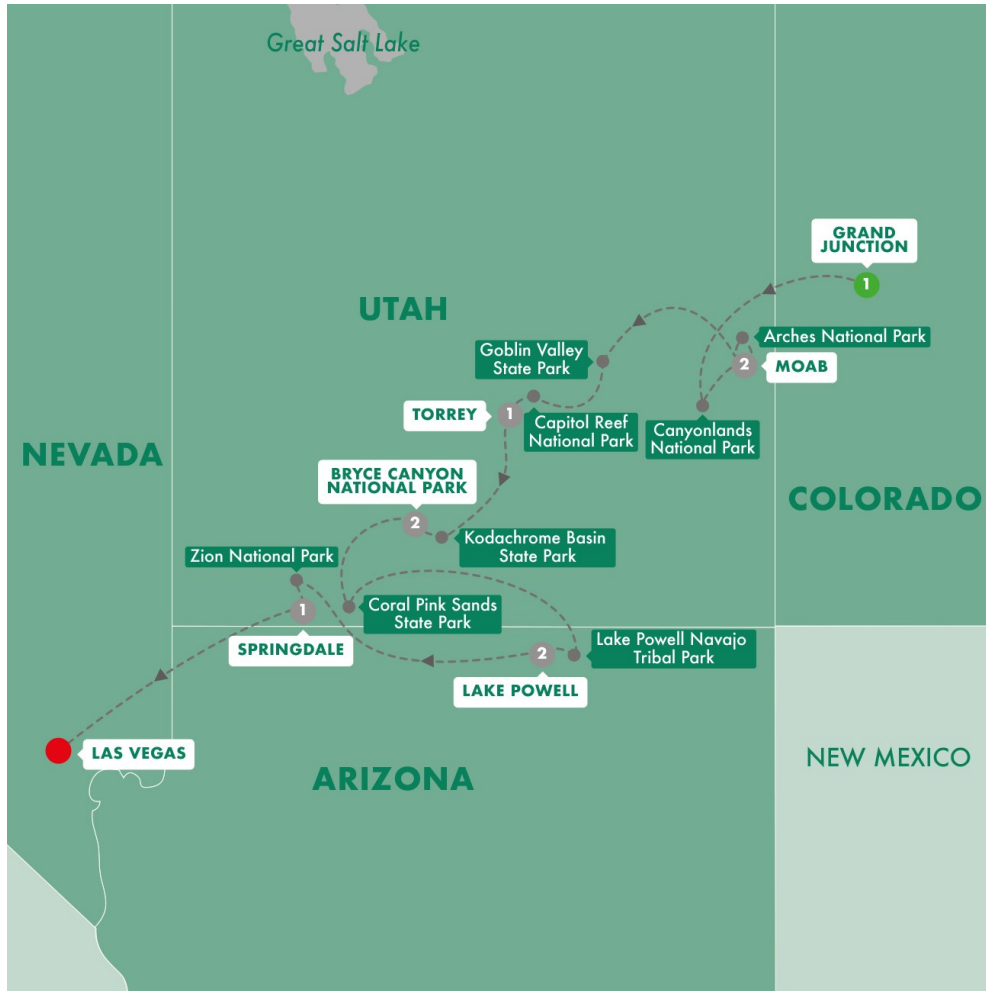 Great Salt Lake
GRAND
JUNCTION
1
UTAH
Arches National Park
2
MOAB
Goblin Valley
State Park
TORREY
1
Capitol Reef
National Park
Canyonlands
National Park
NEVADA
COLORADO
BRYCE CANYON
NATIONAL PARK
2
Kodachrome Basin
State Park
Zion National Park
1
SPRINGDALE
Coral Pink Sands
State Park
Lake Powell Navajo
Tribal Park
2
LAKE POWELL
LAS VEGAS
ARIZONA
NEW MEXICO